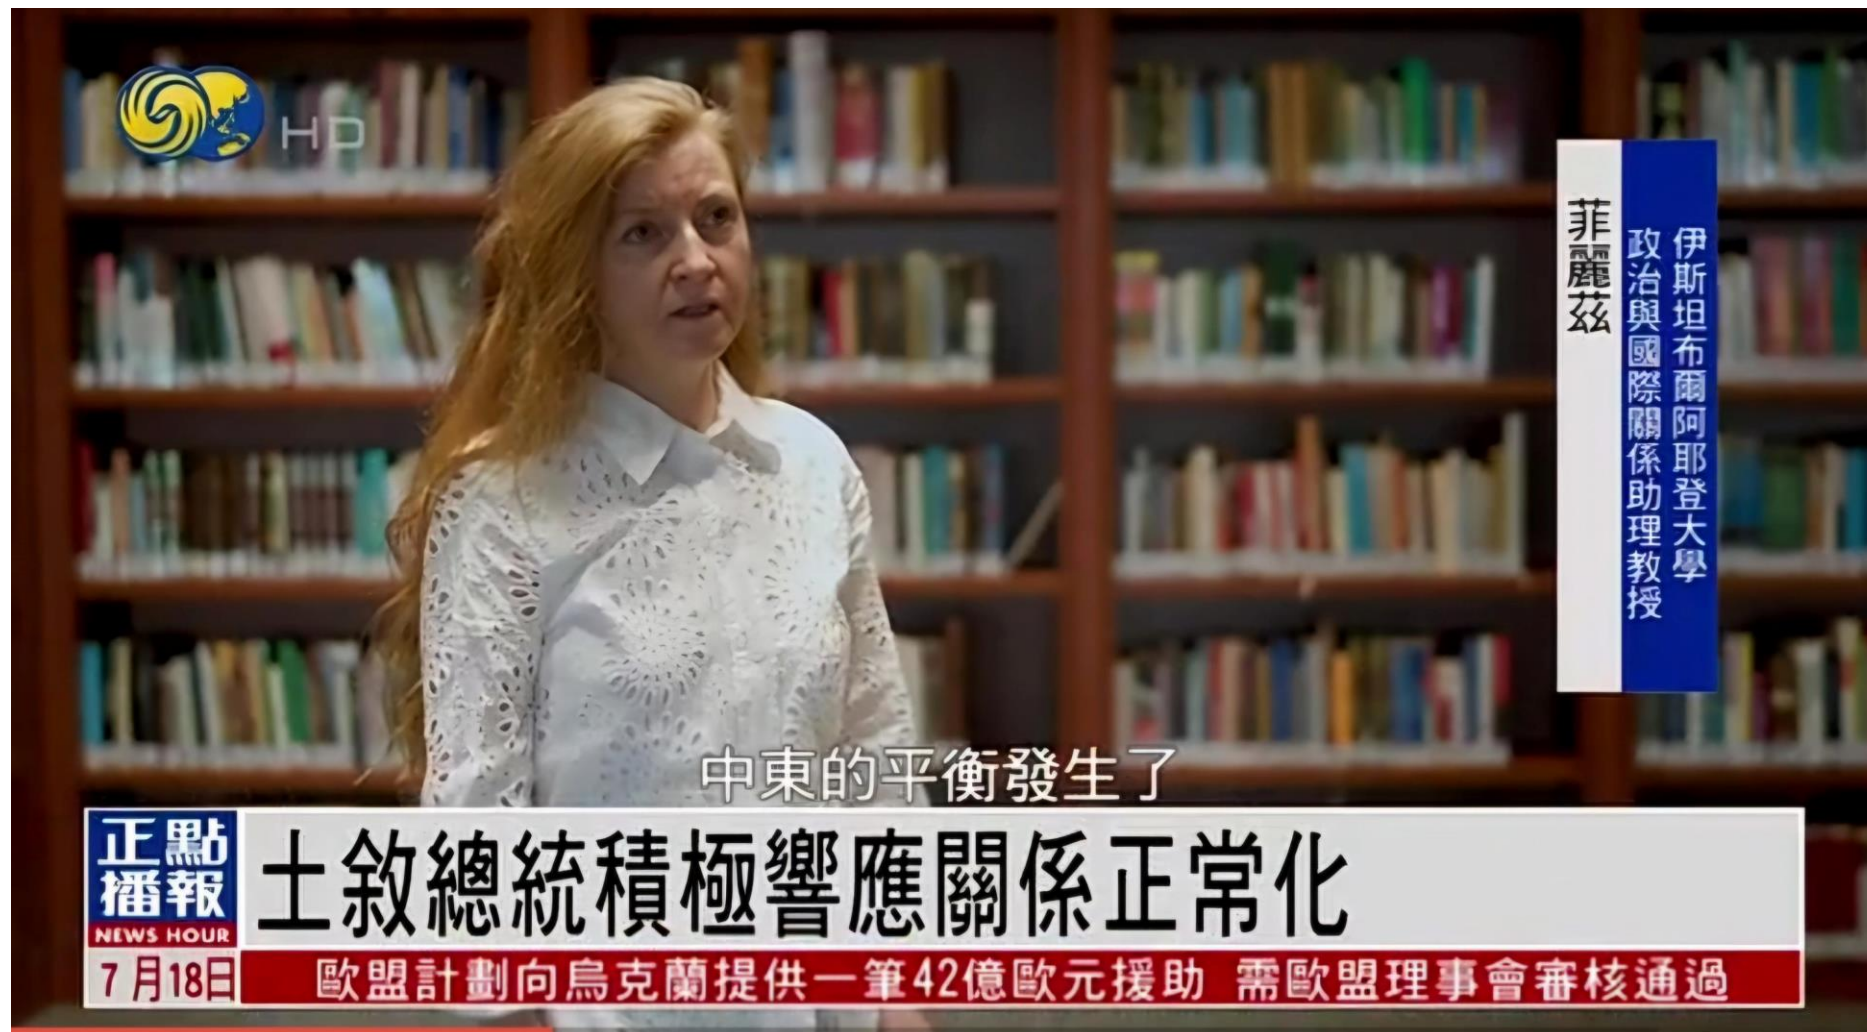 HD
菲麗茲
伊斯坦布爾阿耶登大學
政治與國際關係助理教授
中東的平衡發生了
正點
播報
NEWS HOUR
土敘總統積極響應關係正常化
7月18日
歐盟計劃向烏克蘭提供一筆42億歐元援助 需歐盟理事會審核通過